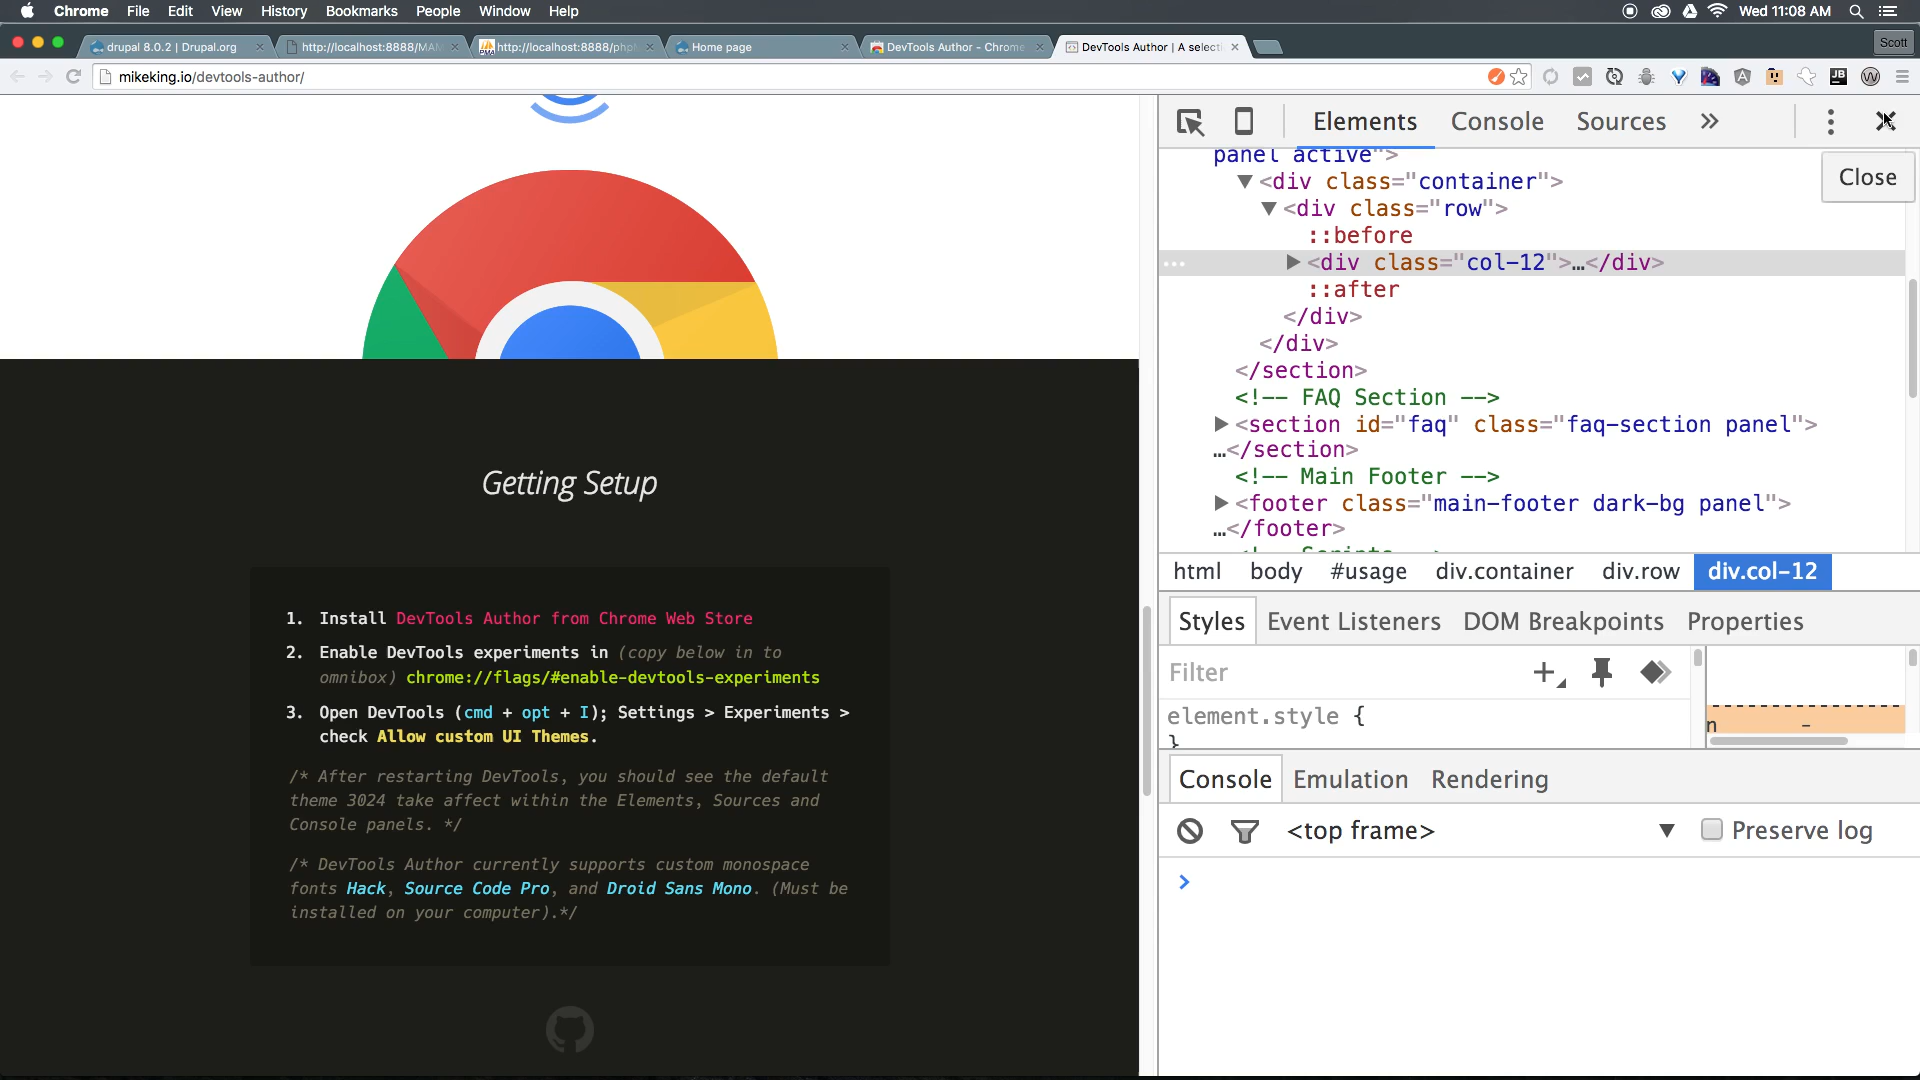 Chrome File Edit View History Bookmarks People Window Help
Wed 11:08 AM
drupal 8.0.2 | Drupal.org
http://localhost:8888/MAM
http://localhost:8888/php
Home page
DevTools Author - Chrome
DevTools Author | A select
Scott
mikeking.io/devtools-author/
Getting Setup
1. Install DevTools Author from Chrome Web Store
2. Enable DevTools experiments in (copy below in to
omnibox) chrome://flags/#enable-devtools-experiments
3. Open DevTools (cmd + opt + I); Settings > Experiments >
check Allow custom UI Themes.
/* After restarting DevTools, you should see the default
theme 3024 take affect within the Elements, Sources and
Console panels. */
/* DevTools Author currently supports custom monospace
fonts Hack, Source Code Pro, and Droid Sans Mono. (Must be
installed on your computer).*/
Elements Console Sources »
Close
panel active">
<div class="container">
<div class="row">
::before
<div class="col-12">…</div>
::after
</div>
</div>
</section>
<!-- FAQ Section -->
<section id="faq" class="faq-section panel">
…</section>
<!-- Main Footer -->
<footer class="main-footer dark-bg panel">
…</footer>
html body #usage div.container div.row div.col-12
Styles Event Listeners DOM Breakpoints Properties
Filter
element.style {
}
n –
Console Emulation Rendering
<top frame> ▼ Preserve log
>